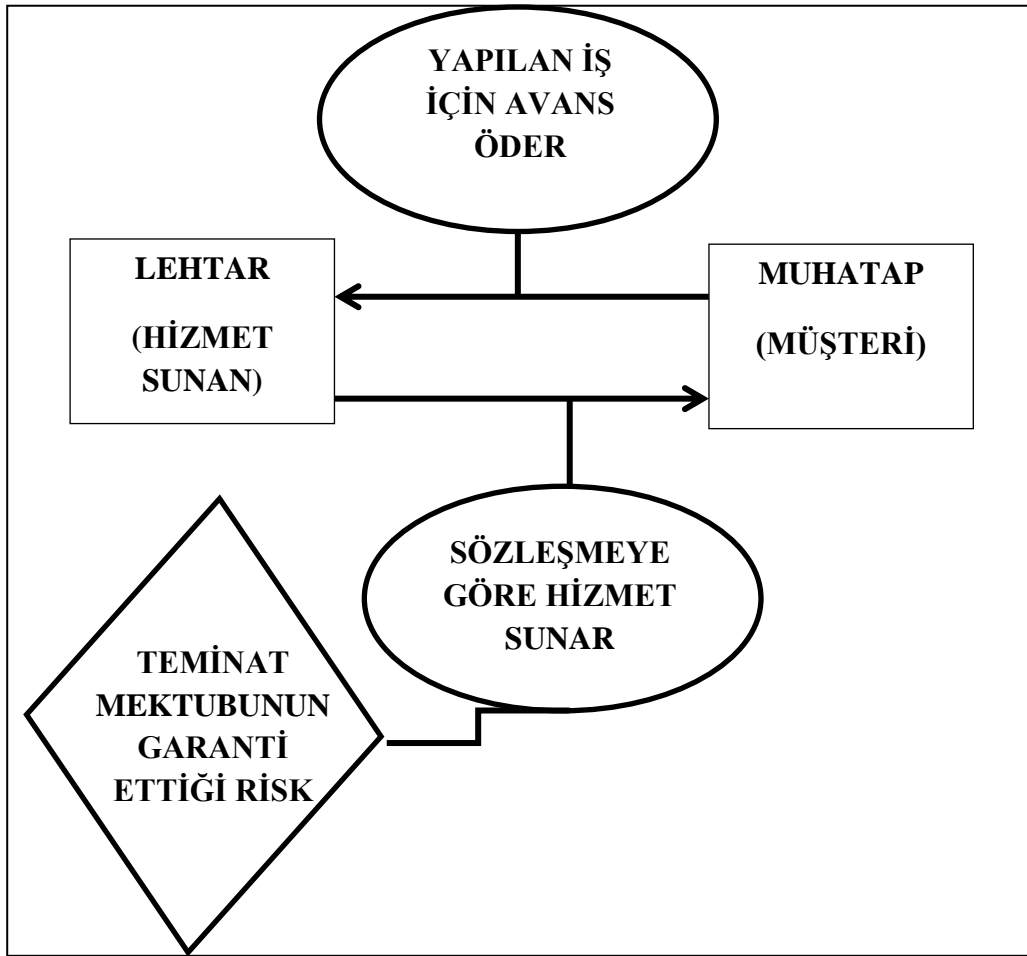 YAPILAN İŞ
İÇİN AVANS
ÖDER
LEHTAR
(HİZMET
SUNAN)
MUHATAP
(MÜŞTERİ)
SÖZLEŞMEYE
GÖRE HİZMET
SUNAR
TEMİNAT
MEKTUBUNUN
GARANTİ
ETTİĞİ RİSK